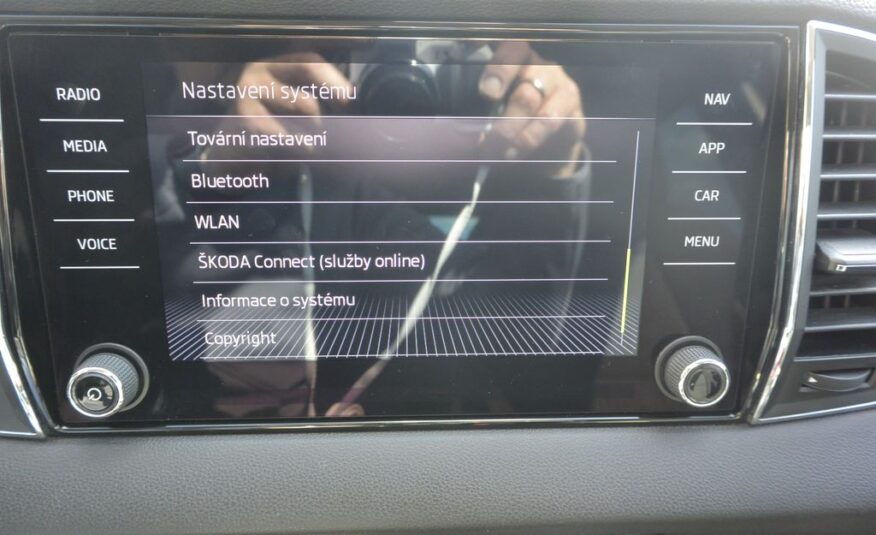 RADIO
MEDIA
PHONE
VOICE
Nastavení systému
Tovární nastavení
Bluetooth
WLAN
ŠKODA Connect (služby online)
Informace o systému
Copyright
NAV
APP
CAR
MENU